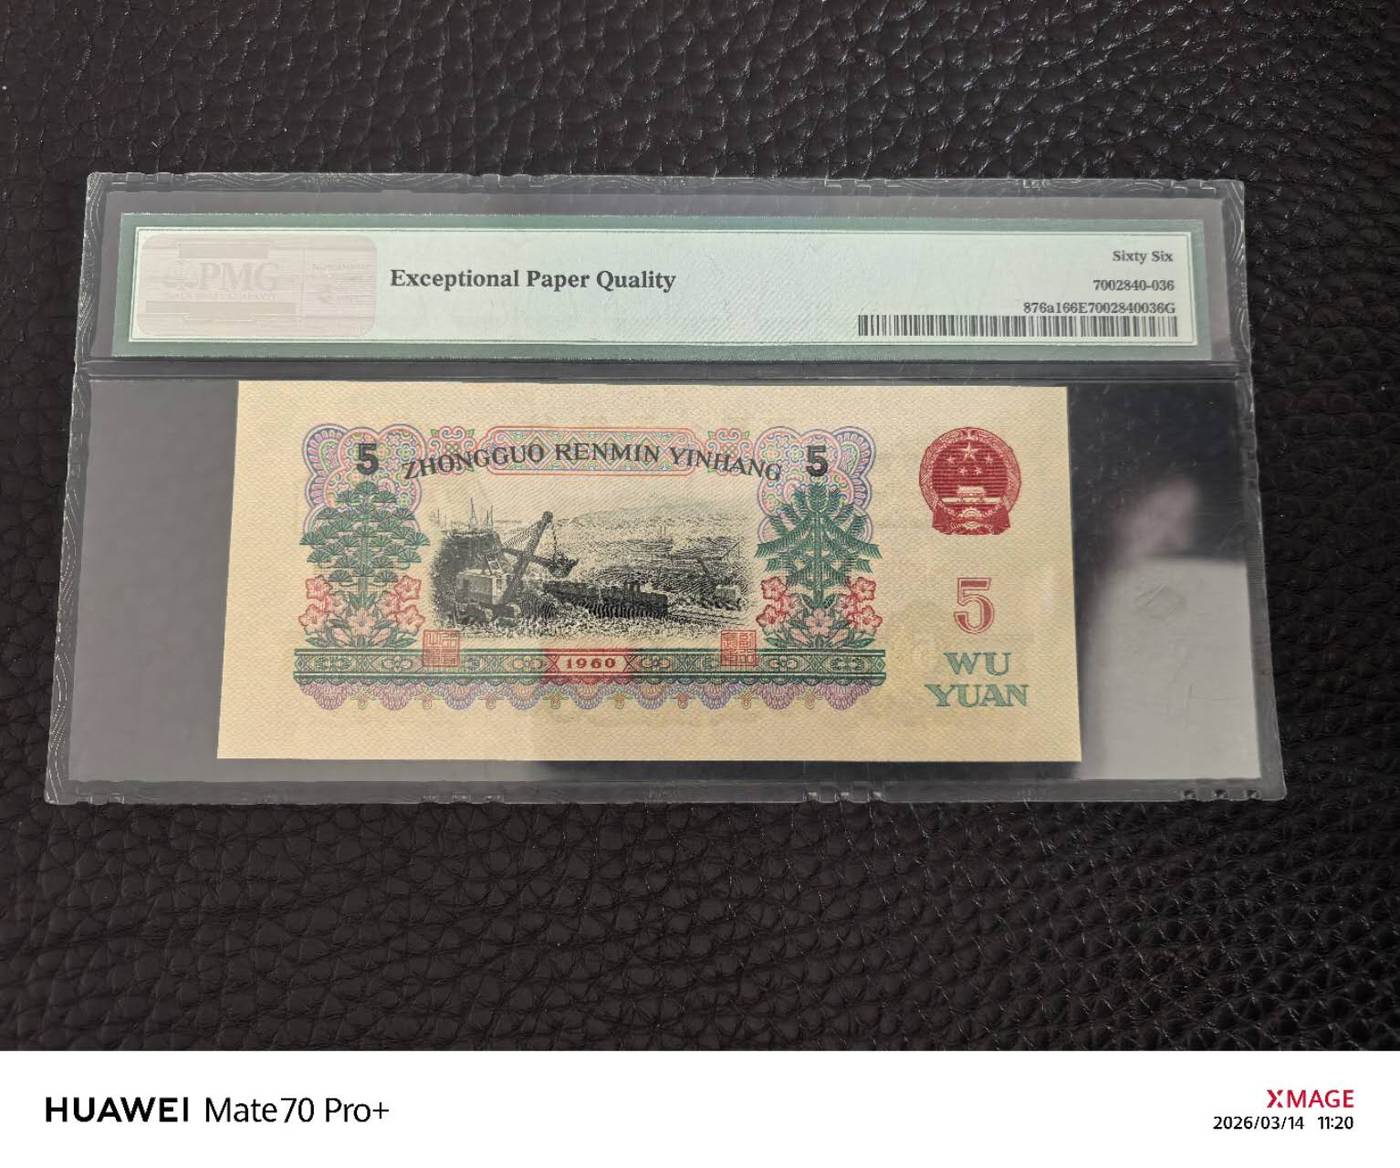 PMG
Exceptional Paper Quality
Sixty Six
7002840-036
876a166E7002840036G
5 ZHONGGUO RENMIN YINHANG 5
1960
5
WU
YUAN
HUAWEI Mate70 Pro+
XMAGE
2026/03/14 11:20